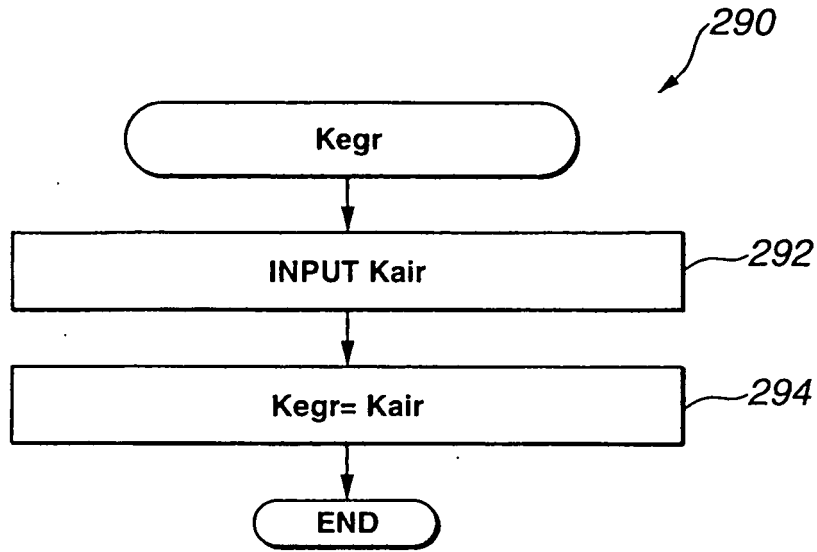 290
Kegr
INPUT Kair
292
Kegr= Kair
294
END